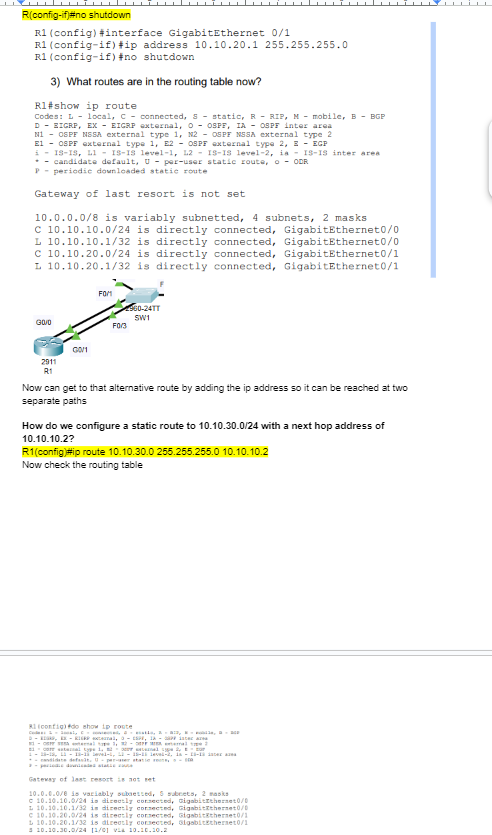 R(config-if)#no shutdown
R1(config)#interface GigabitEthernet 0/1
R1(config-if)#ip address 10.10.20.1 255.255.255.0
R1(config-if)#no shutdown
3) What routes are in the routing table now?
R1#show ip route
Codes: L - local, C - connected, S - static, R - RIP, M - mobile, B - BGP
D - EIGRP, EX - EIGRP external, O - OSPF, IA - OSPF inter area
N1 - OSPF NSSA external type 1, N2 - OSPF NSSA external type 2
E1 - OSPF external type 1, E2 - OSPF external type 2, E - EGP
i - IS-IS, L1 - IS-IS level-1, L2 - IS-IS level-2, ia - IS-IS inter area
* - candidate default, U - per-user static route, o - ODR
P - periodic downloaded static route
Gateway of last resort is not set
10.0.0.0/8 is variably subnetted, 4 subnets, 2 masks
C 10.10.10.0/24 is directly connected, GigabitEthernet0/0
L 10.10.10.1/32 is directly connected, GigabitEthernet0/0
C 10.10.20.0/24 is directly connected, GigabitEthernet0/1
L 10.10.20.1/32 is directly connected, GigabitEthernet0/1
F
F0/1
2960-24TT
SW1
G0/0
F0/3
G0/1
2911
R1
Now can get to that alternative route by adding the ip address so it can be reached at two
separate paths
How do we configure a static route to 10.10.30.0/24 with a next hop address of
10.10.10.2?
R1(config)#ip route 10.10.30.0 255.255.255.0 10.10.10.2
Now check the routing table
R1(config)#do show ip route
Codes: L - local, C - connected, S - static, R - RIP, M - mobile, B - BGP
D - EIGRP, EX - EIGRP external, O - OSPF, IA - OSPF inter area
N1 - OSPF NSSA external type 1, N2 - OSPF NSSA external type 2
E1 - OSPF external type 1, E2 - OSPF external type 2, E - EGP
i - IS-IS, L1 - IS-IS level-1, L2 - IS-IS level-2, ia - IS-IS inter area
* - candidate default, U - per-user static route, o - ODR
P - periodic downloaded static route
Gateway of last resort is not set
10.0.0.0/8 is variably subnetted, 5 subnets, 2 masks
C 10.10.10.0/24 is directly connected, GigabitEthernet0/0
L 10.10.10.1/32 is directly connected, GigabitEthernet0/0
C 10.10.20.0/24 is directly connected, GigabitEthernet0/1
L 10.10.20.1/32 is directly connected, GigabitEthernet0/1
S 10.10.30.0/24 [1/0] via 10.10.10.2